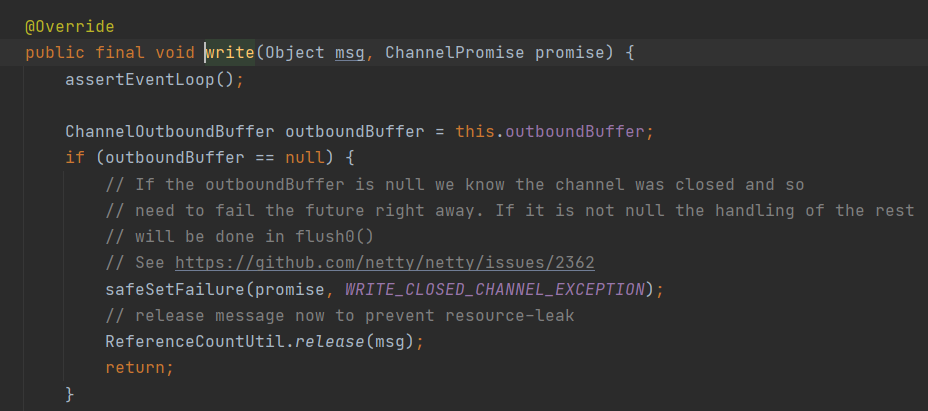 @Override
public final void write(Object msg, ChannelPromise promise) {
    assertEventLoop();

    ChannelOutboundBuffer outboundBuffer = this.outboundBuffer;
    if (outboundBuffer == null) {
        // If the outboundBuffer is null we know the channel was closed and so
        // need to fail the future right away. If it is not null the handling of the rest
        // will be done in flush0()
        // See https://github.com/netty/netty/issues/2362
        safeSetFailure(promise, WRITE_CLOSED_CHANNEL_EXCEPTION);
        // release message now to prevent resource-leak
        ReferenceCountUtil.release(msg);
        return;
    }